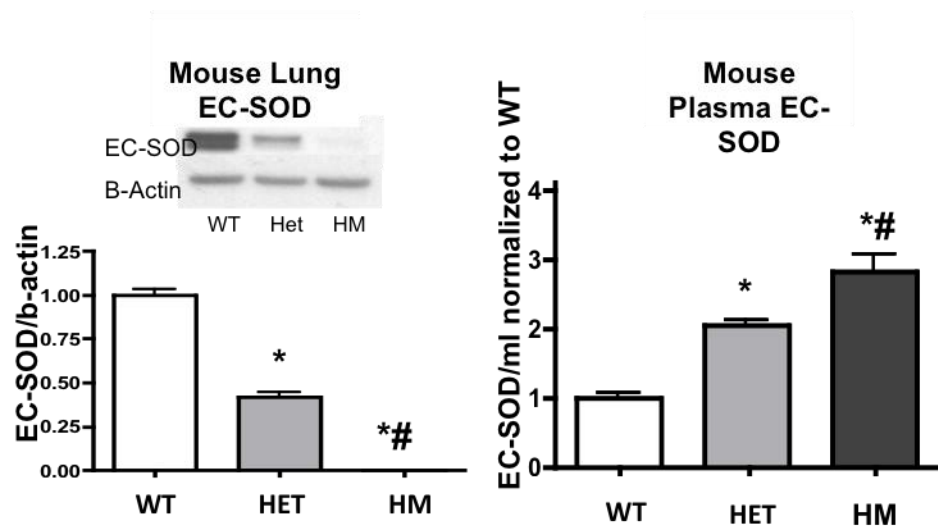 Mouse Lung
EC-SOD
EC-SOD
B-Actin
WT Het HM
EC-SOD/b-actin
1.25
1.00
0.75
0.50
0.25
0.00
*
*#
WT HET HM
Mouse
Plasma EC-
SOD
EC-SOD/ml normalized to WT
4
3
2
1
0
*
*#
WT HET HM